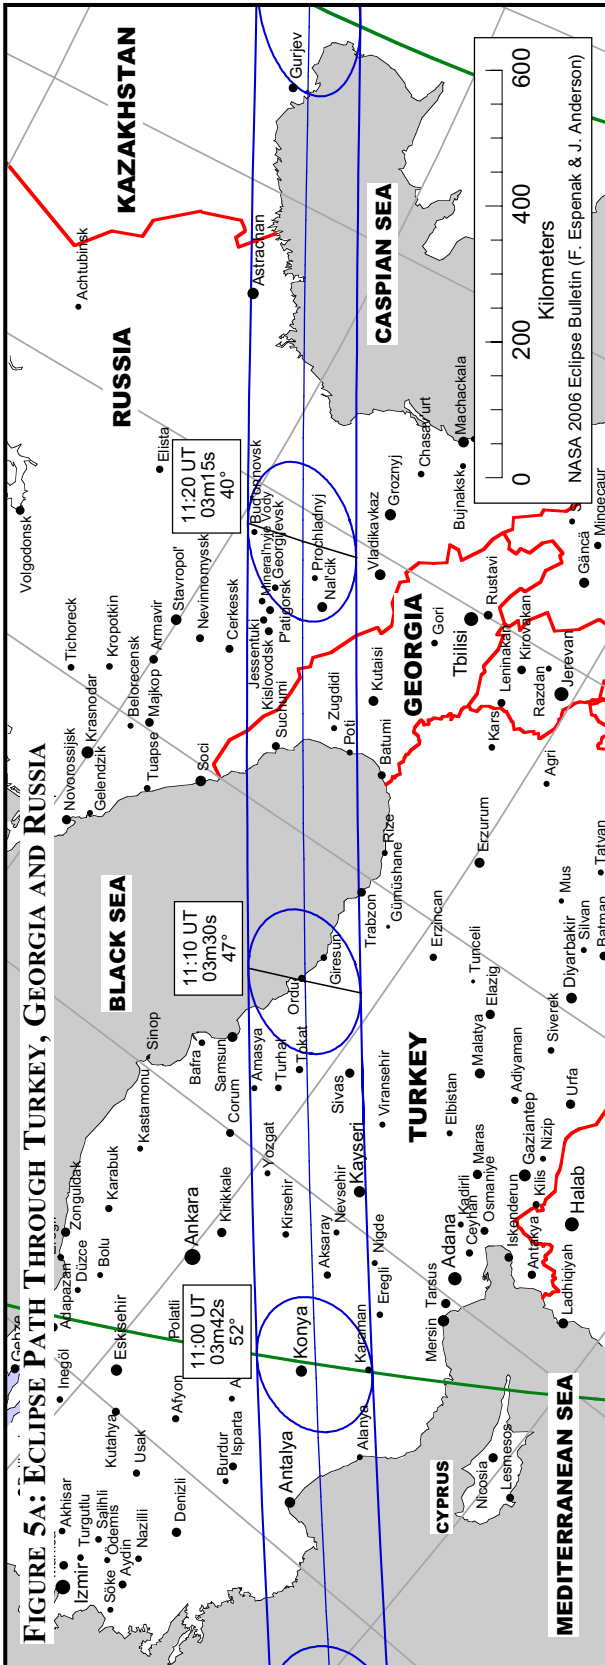 FIGURE 5A: ECLIPSE PATH THROUGH TURKEY, GEORGIA AND RUSSIA
KAZAKHSTAN
RUSSIA
BLACK SEA
CASPIAN SEA
GEORGIA
TURKEY
CYPRUS
MEDITERRANEAN SEA
11:00 UT
03m42s
52°
11:10 UT
03m30s
47°
11:20 UT
03m15s
40°
Izmir
Akhisar
Turgutlu
Salihli
Ödemis
Söke
Aydin
Nazilli
Denizli
Usak
Kutahya
Afyon
Burdur
Isparta
Antalya
Alanya
Inegöl
Gebze
Adapazari
Düzce
Bolu
Zonguldak
Karabuk
Kastamonu
Sinop
Eskisehir
Polatli
Ankara
Kirikkale
Corum
Bafra
Samsun
Amasya
Turhal
Tokat
Yozgat
Kirsehir
Aksaray
Nevsehir
Kayseri
Nigde
Eregli
Karaman
Konya
Sivas
Viransehir
Ordu
Giresun
Trabzon
Gümüshane
Rize
Erzincan
Erzurum
Tunceli
Elazig
Malatya
Elbistan
Adiyaman
Maras
Kadirli
Ceyhan
Osmaniye
Adana
Tarsus
Mersin
Iskenderun
Antakya
Gaziantep
Nizip
Kilis
Halab
Ladhiqiyah
Urfa
Siverek
Diyarbakir
Silvan
Batman
Mus
Tatvan
Agri
Kars
Nicosia
Lesmesos
Novorossijsk
Gelendzik
Krasnodar
Tichoreck
Kropotkin
Belorecensk
Majkop
Armavir
Tuapse
Soci
Stavropol'
Nevinnomyssk
Cerkessk
Volgodonsk
Elista
Achtubinsk
Astrachan
Gurjev
Bud'onnovsk
Mineral'nyje Vody
Georgijevsk
Jessentuki
Kislovodsk
P'atigorsk
Prochladnyj
Nal'cik
Vladikavkaz
Groznyj
Chasav'urt
Bujnaksk
Machackala
Suchumi
Zugdidi
Poti
Kutaisi
Batumi
Gori
Tbilisi
Rustavi
Leninakan
Kirovakan
Razdan
Jerevan
Gäncä
Mingecaur
0
200
400
600
Kilometers
NASA 2006 Eclipse Bulletin (F. Espenak & J. Anderson)